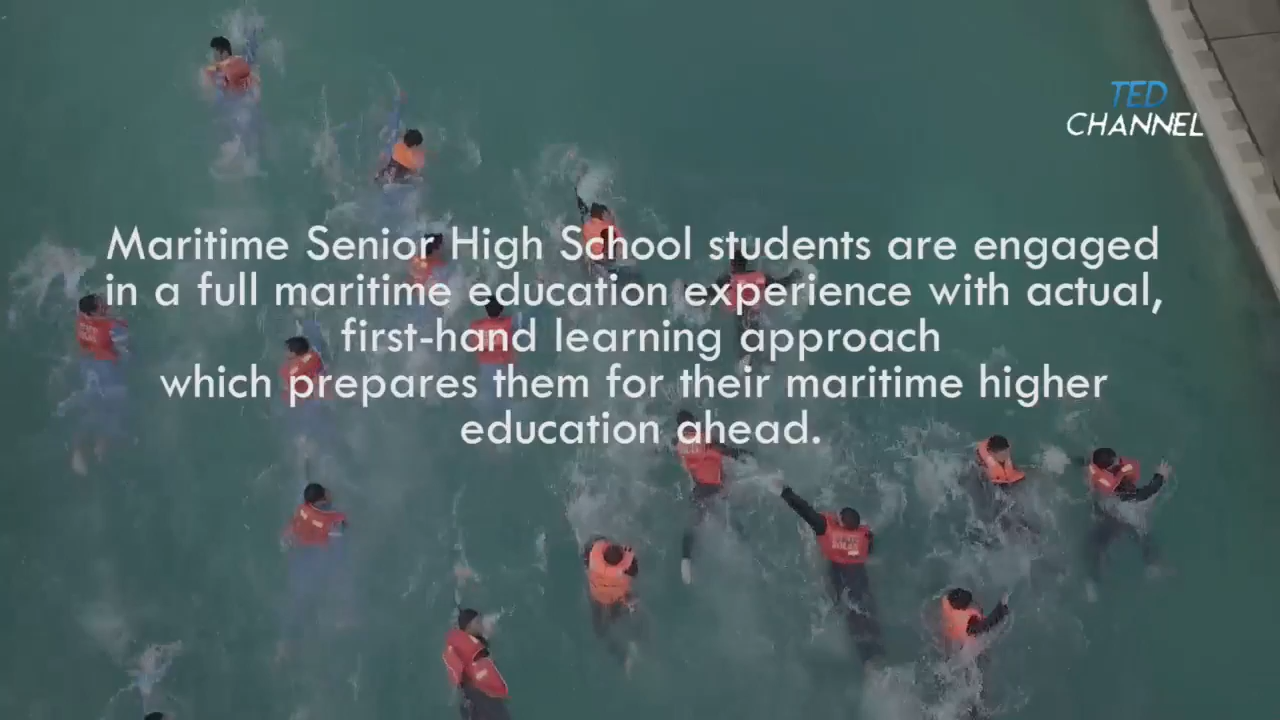 TED
CHANNEL
Maritime Senior High School students are engaged
in a full maritime education experience with actual,
first-hand learning approach
which prepares them for their maritime higher
education ahead.